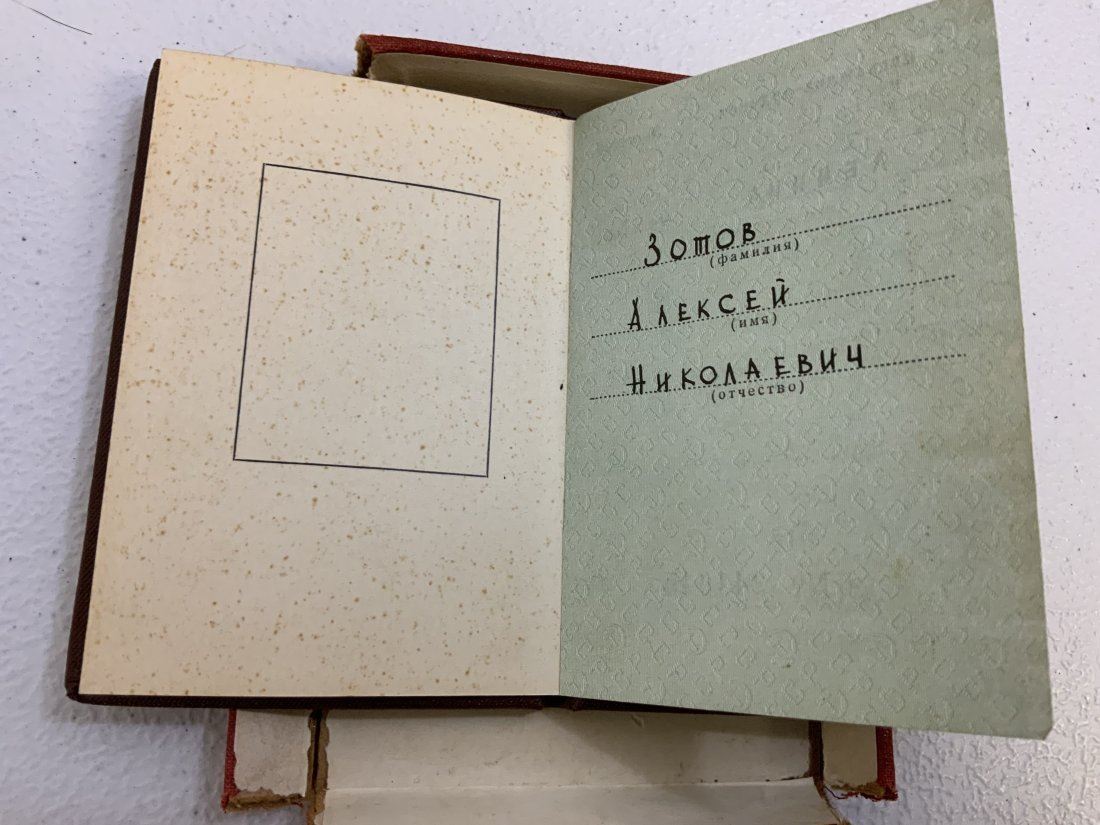 Зотов
(фамилия)
Алексей
(имя)
Николаевич
(отчество)